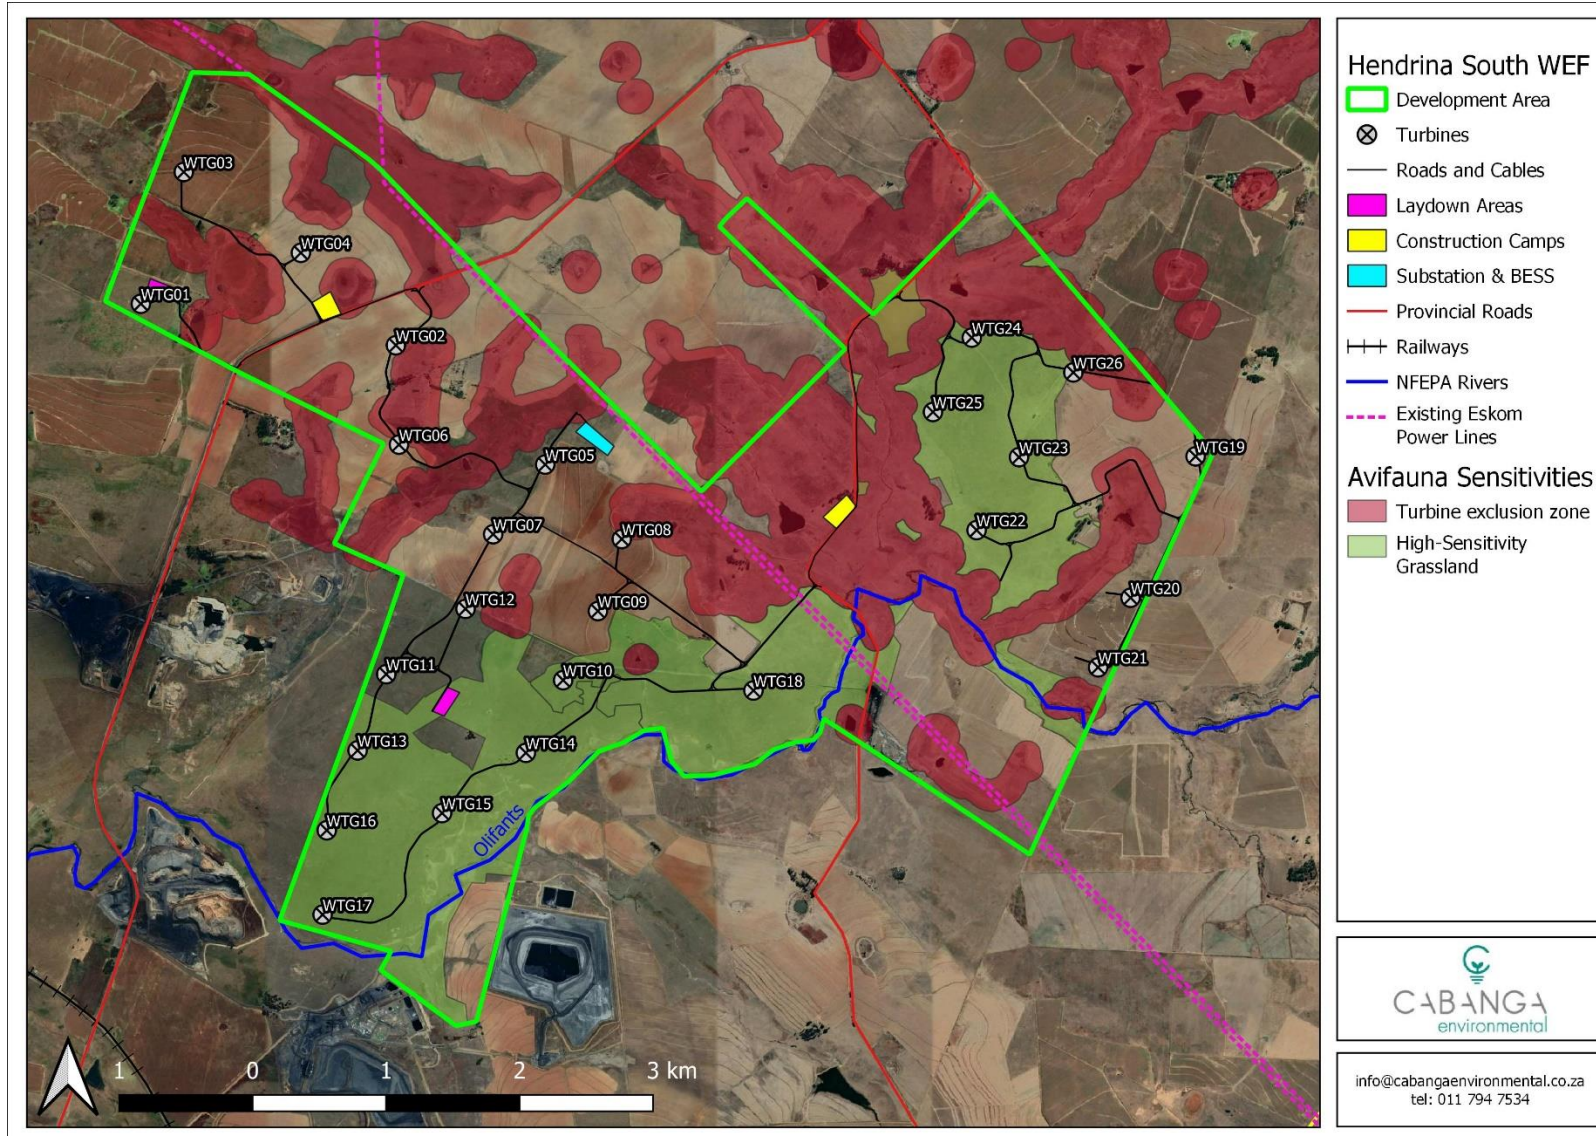 WTG03
WTG04
WTG01
WTG02
WTG24
WTG26
WTG25
WTG06
WTG05
WTG23
WTG19
WTG07
WTG08
WTG22
WTG12
WTG09
WTG20
WTG11
WTG10
WTG18
WTG21
WTG13
WTG14
WTG15
WTG16
Olifants
WTG17
1 0 1 2 3 km
Hendrina South WEF
Development Area
Turbines
Roads and Cables
Laydown Areas
Construction Camps
Substation & BESS
Provincial Roads
Railways
NFEPA Rivers
Existing Eskom
Power Lines
Avifauna Sensitivities
Turbine exclusion zone
High-Sensitivity
Grassland
CABANGA
environmental
info@cabangaenvironmental.co.za
tel: 011 794 7534